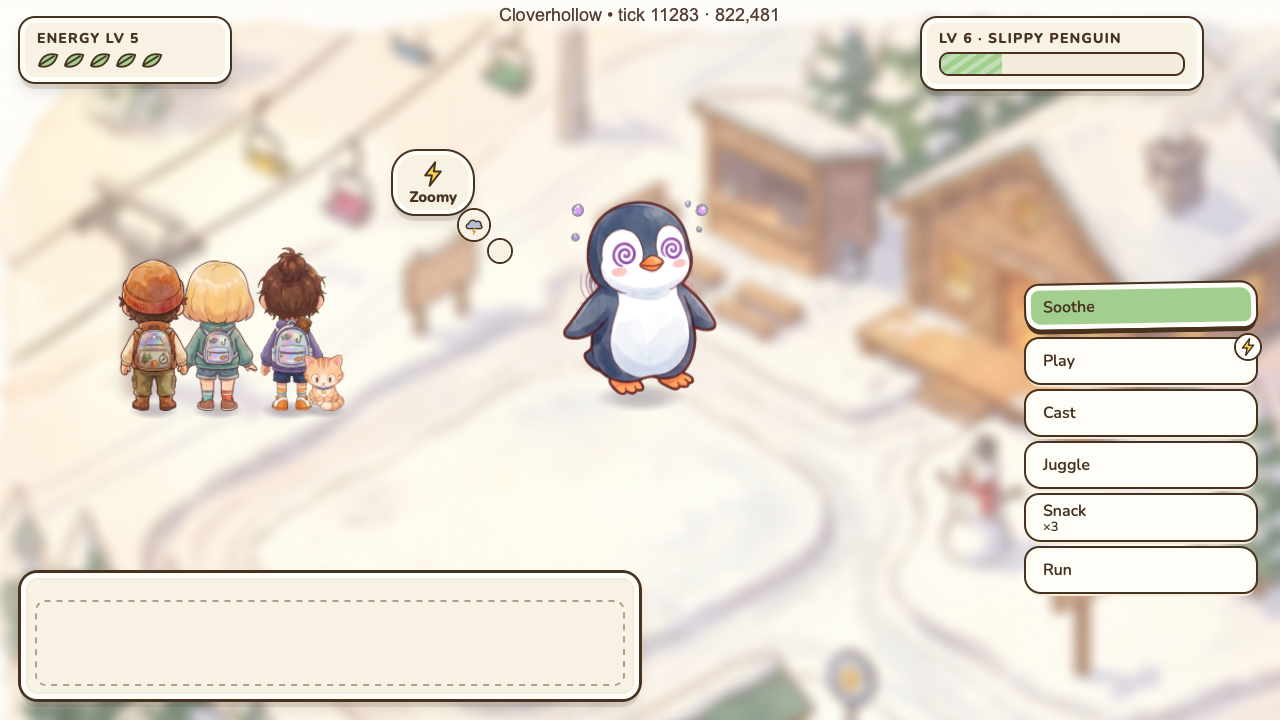 Cloverhollow • tick 11283 · 822,481
ENERGY LV 5
LV 6 · SLIPPY PENGUIN
Zoomy
Soothe
Play
Cast
Juggle
Snack
×3
Run